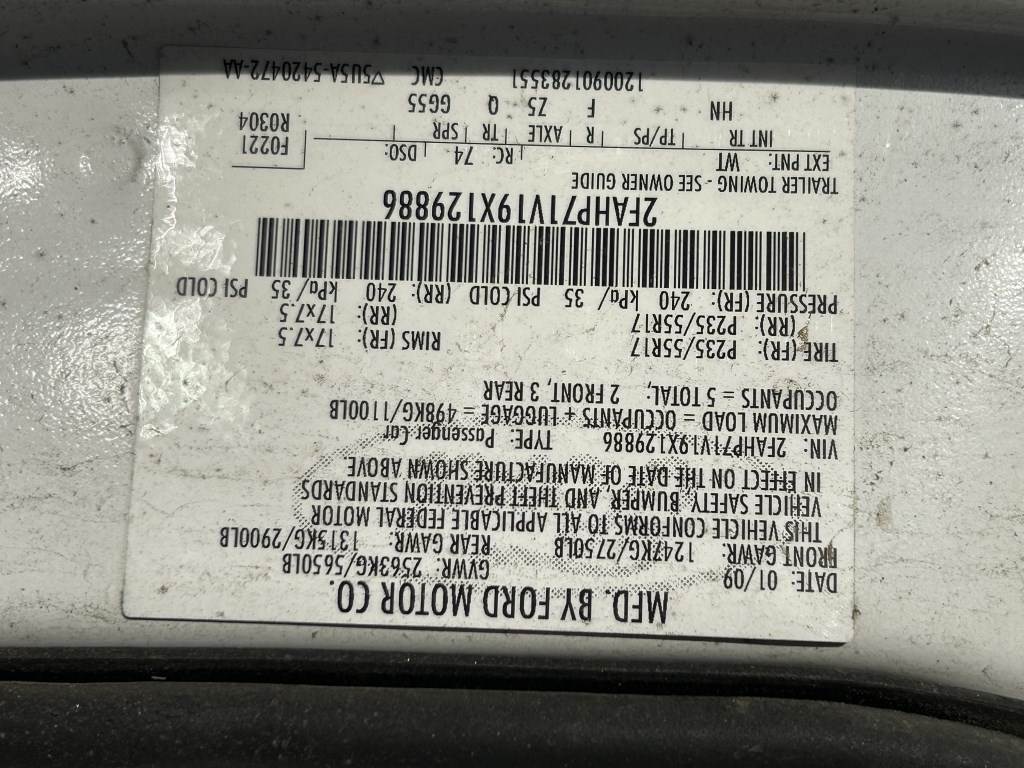 MFD. BY FORD MOTOR CO.
DATE: 01/09 GVWR: 2563KG/5650LB
FRONT GAWR: 1247KG/2750LB REAR GAWR: 1315KG/2900LB
THIS VEHICLE CONFORMS TO ALL APPLICABLE FEDERAL MOTOR
VEHICLE SAFETY, BUMPER, AND THEFT PREVENTION STANDARDS
IN EFFECT ON THE DATE OF MANUFACTURE SHOWN ABOVE
VIN: 2FAHP71V19X129886 TYPE: Passenger Car
MAXIMUM LOAD = OCCUPANTS + LUGGAGE = 498KG/1100LB
OCCUPANTS = 5 TOTAL, 2 FRONT, 3 REAR
TIRE (FR): P235/55R17 RIMS (FR): 17x7.5
(RR): P235/55R17 (RR): 17x7.5
PRESSURE (FR): 240 kPa/ 35 PSI COLD (RR): 240 kPa/ 35 PSI COLD
2FAHP71V19X129886
TRAILER TOWING - SEE OWNER GUIDE
EXT PNT: WT RC: 74 DSO: F0221
INT TR TP/PS R AXLE TR SPR R0304
HN F Z5 Q GG55
1200901283551 CMC ▽5U5A-5420472-AA